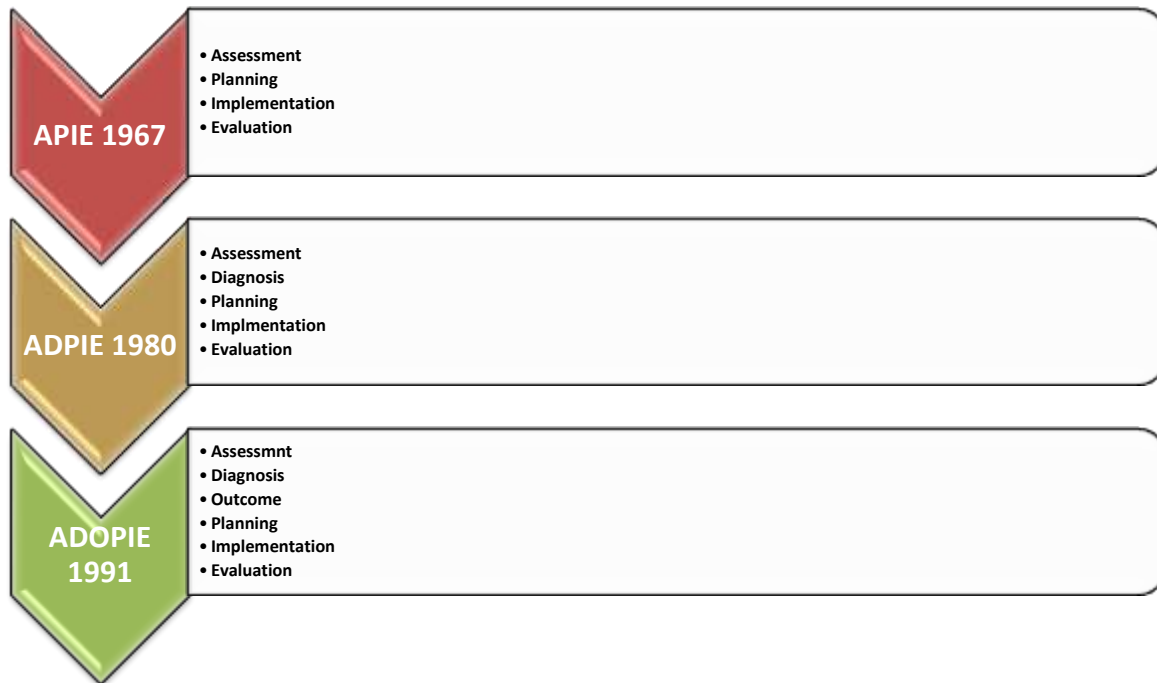 APIE 1967
• Assessment
• Planning
• Implementation
• Evaluation
ADPIE 1980
• Assessment
• Diagnosis
• Planning
• Implmentation
• Evaluation
ADOPIE
1991
• Assessmnt
• Diagnosis
• Outcome
• Planning
• Implementation
• Evaluation